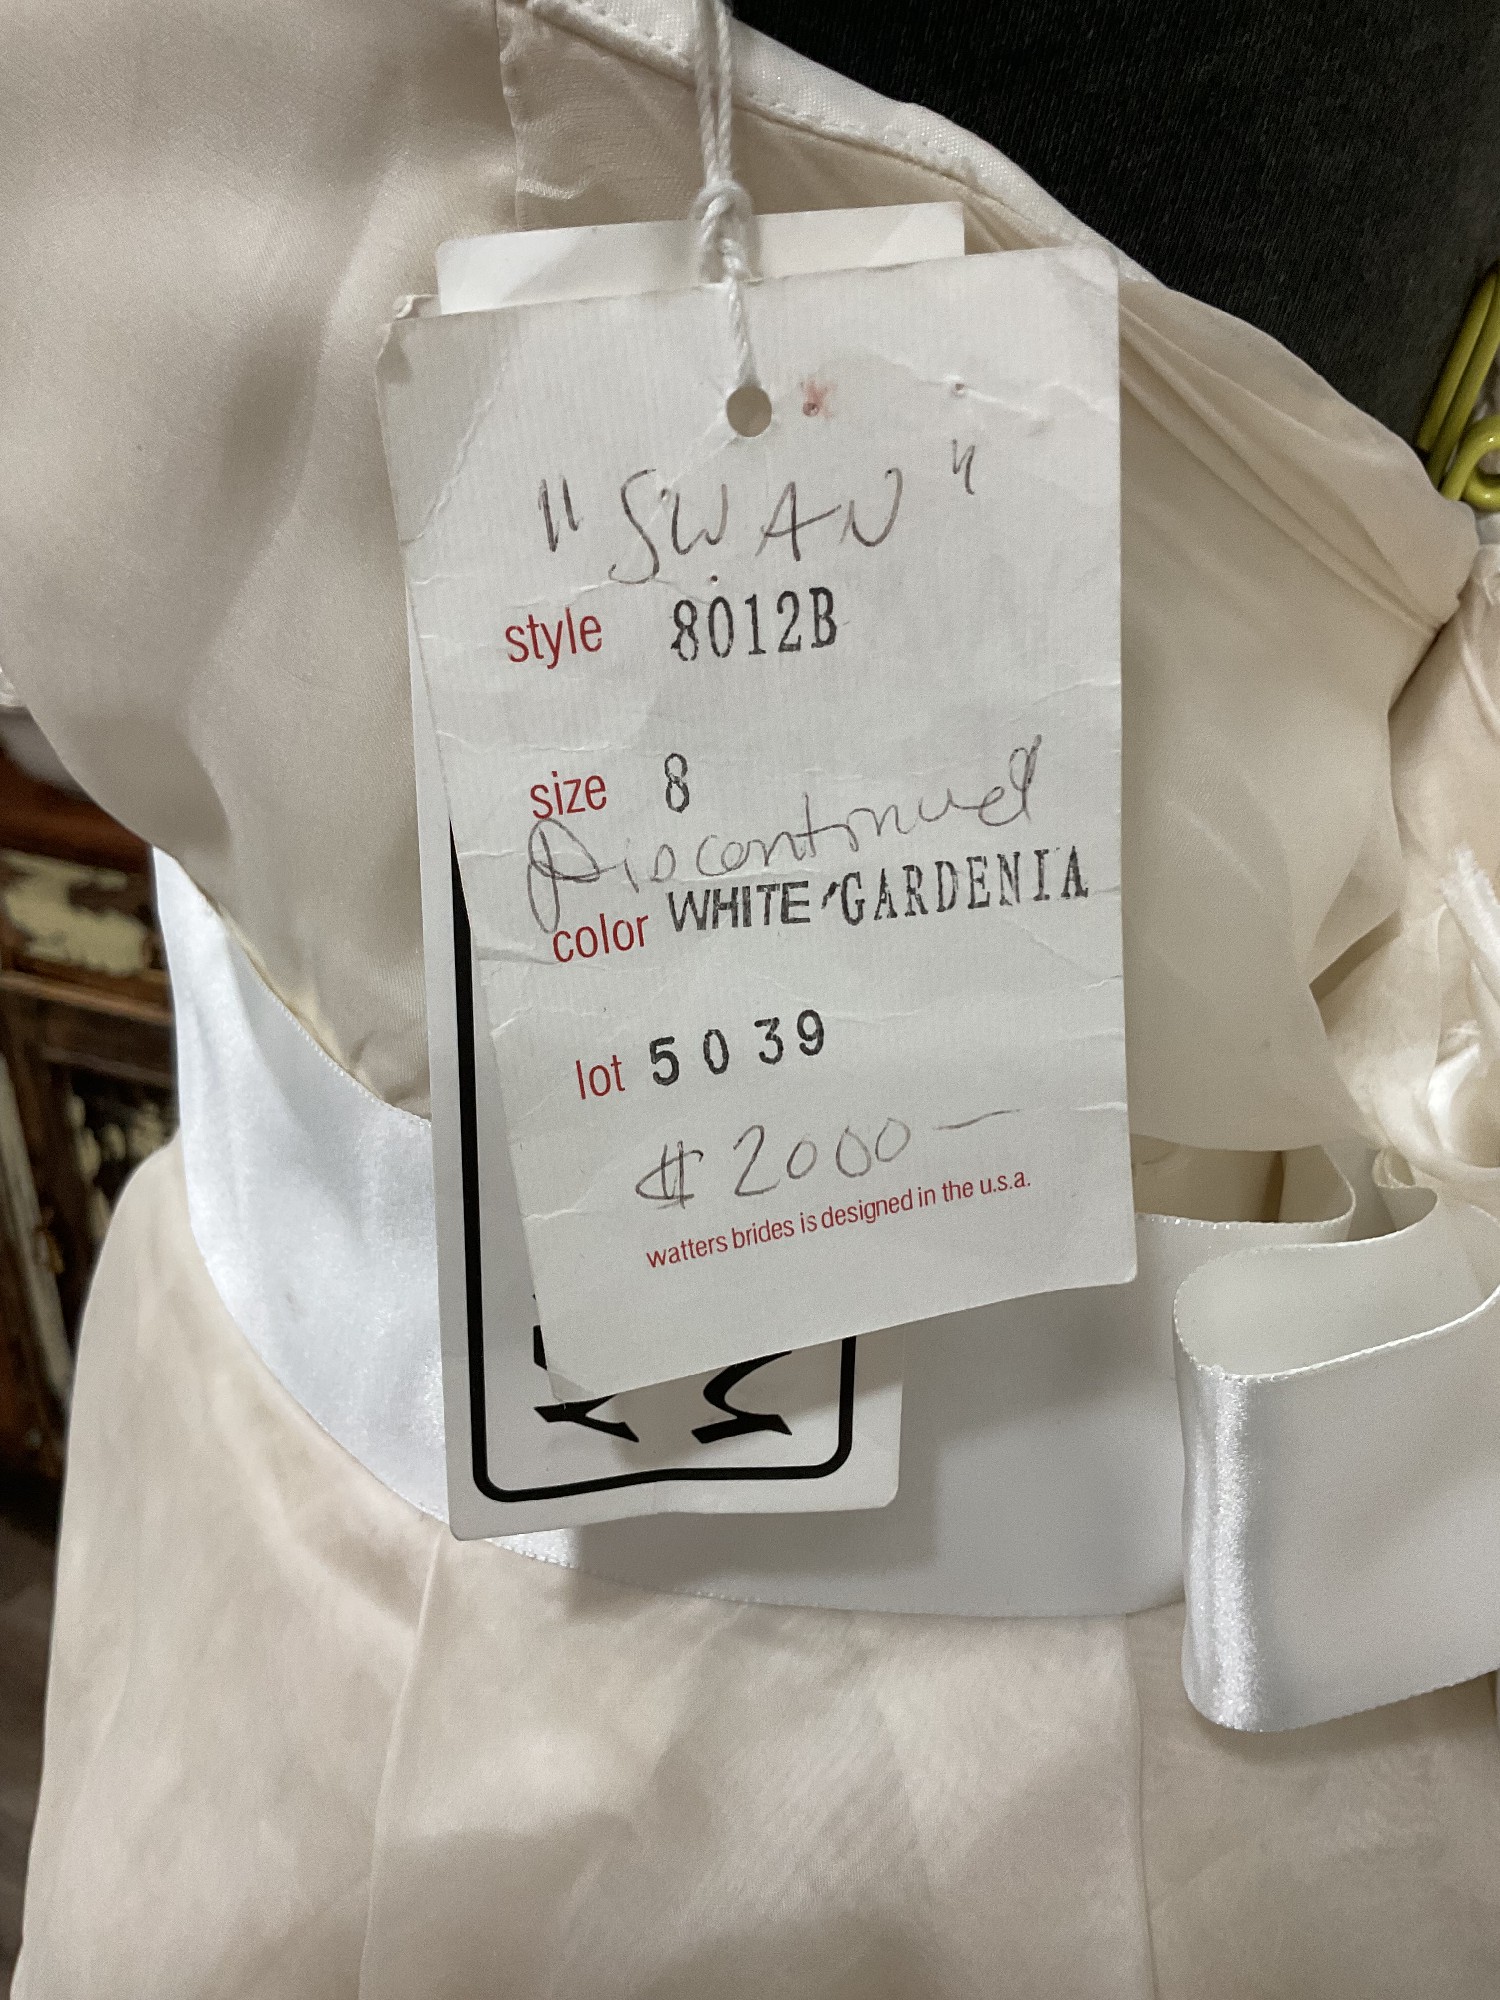 "SWAN"
style 8012B
size 8
Discontinued
color WHITE/GARDENIA
lot 5039
$2000-
watters brides is designed in the u.s.a.